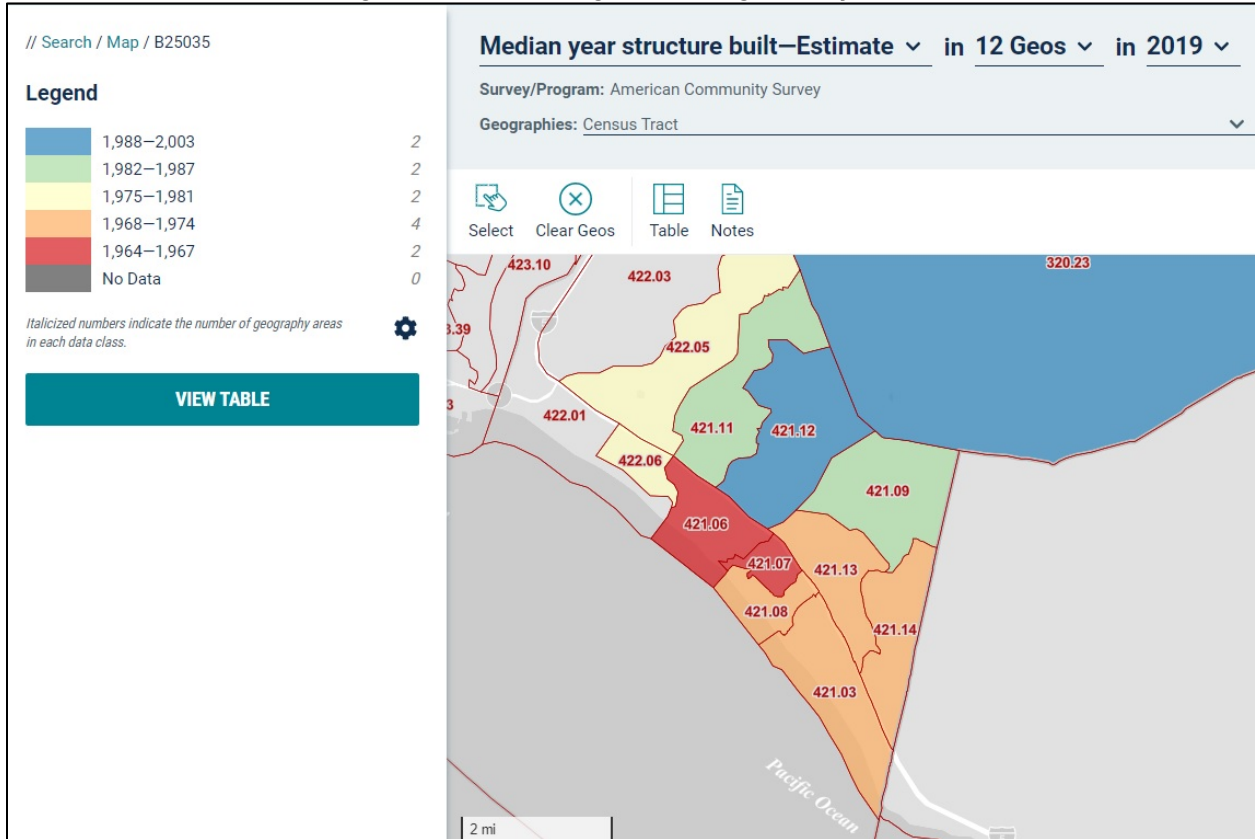 // Search / Map / B25035
Legend
1,988–2,003 2
1,982–1,987 2
1,975–1,981 2
1,968–1,974 4
1,964–1,967 2
No Data 0
Italicized numbers indicate the number of geography areas
in each data class.
VIEW TABLE
Median year structure built—Estimate in 12 Geos in 2019
Survey/Program: American Community Survey
Geographies: Census Tract
Select Clear Geos Table Notes
423.10
422.03
320.23
3.39
422.05
3
422.01
421.11
421.12
422.06
421.09
421.06
421.07
421.13
421.08
421.14
421.03
Pacific Ocean
2 mi